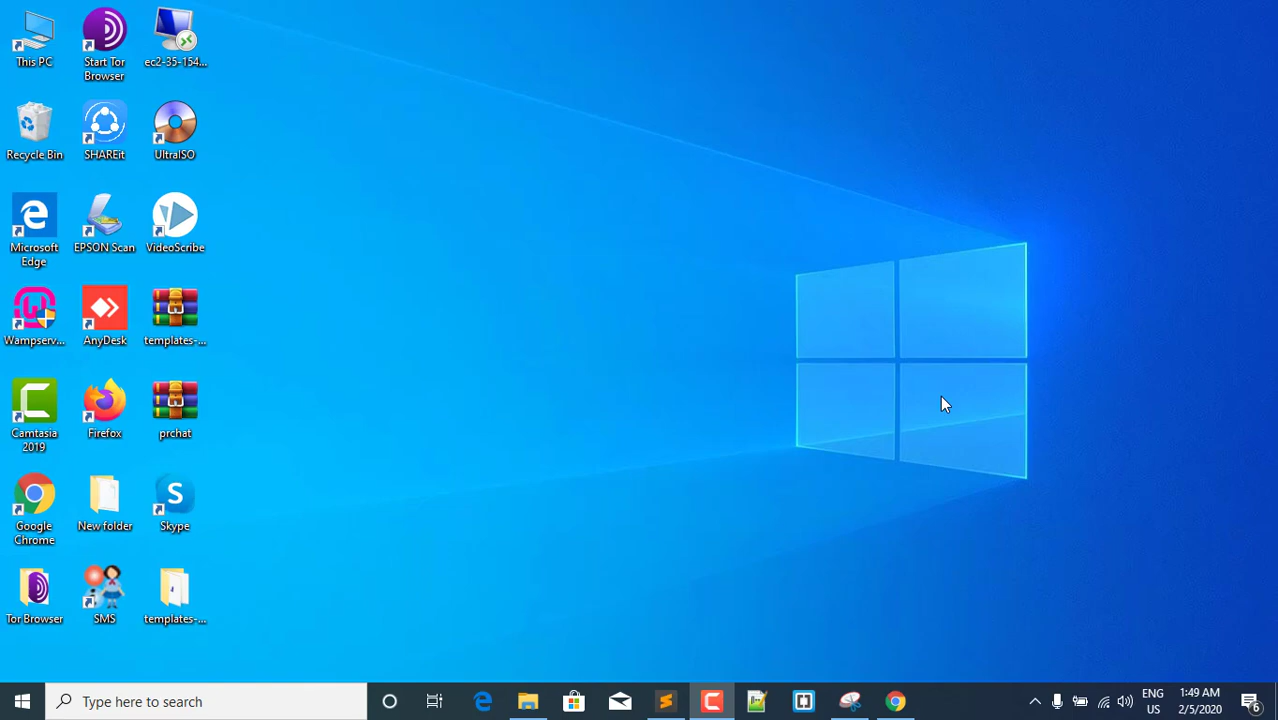 This PC
Start Tor
Browser
ec2-35-154...
Recycle Bin
SHAREit
UltraISO
Microsoft
Edge
EPSON Scan
VideoScribe
Wampserv...
AnyDesk
templates-...
Camtasia
2019
Firefox
prchat
Google
Chrome
New folder
Skype
Tor Browser
SMS
templates-...
Type here to search
ENG
US
1:49 AM
2/5/2020
6